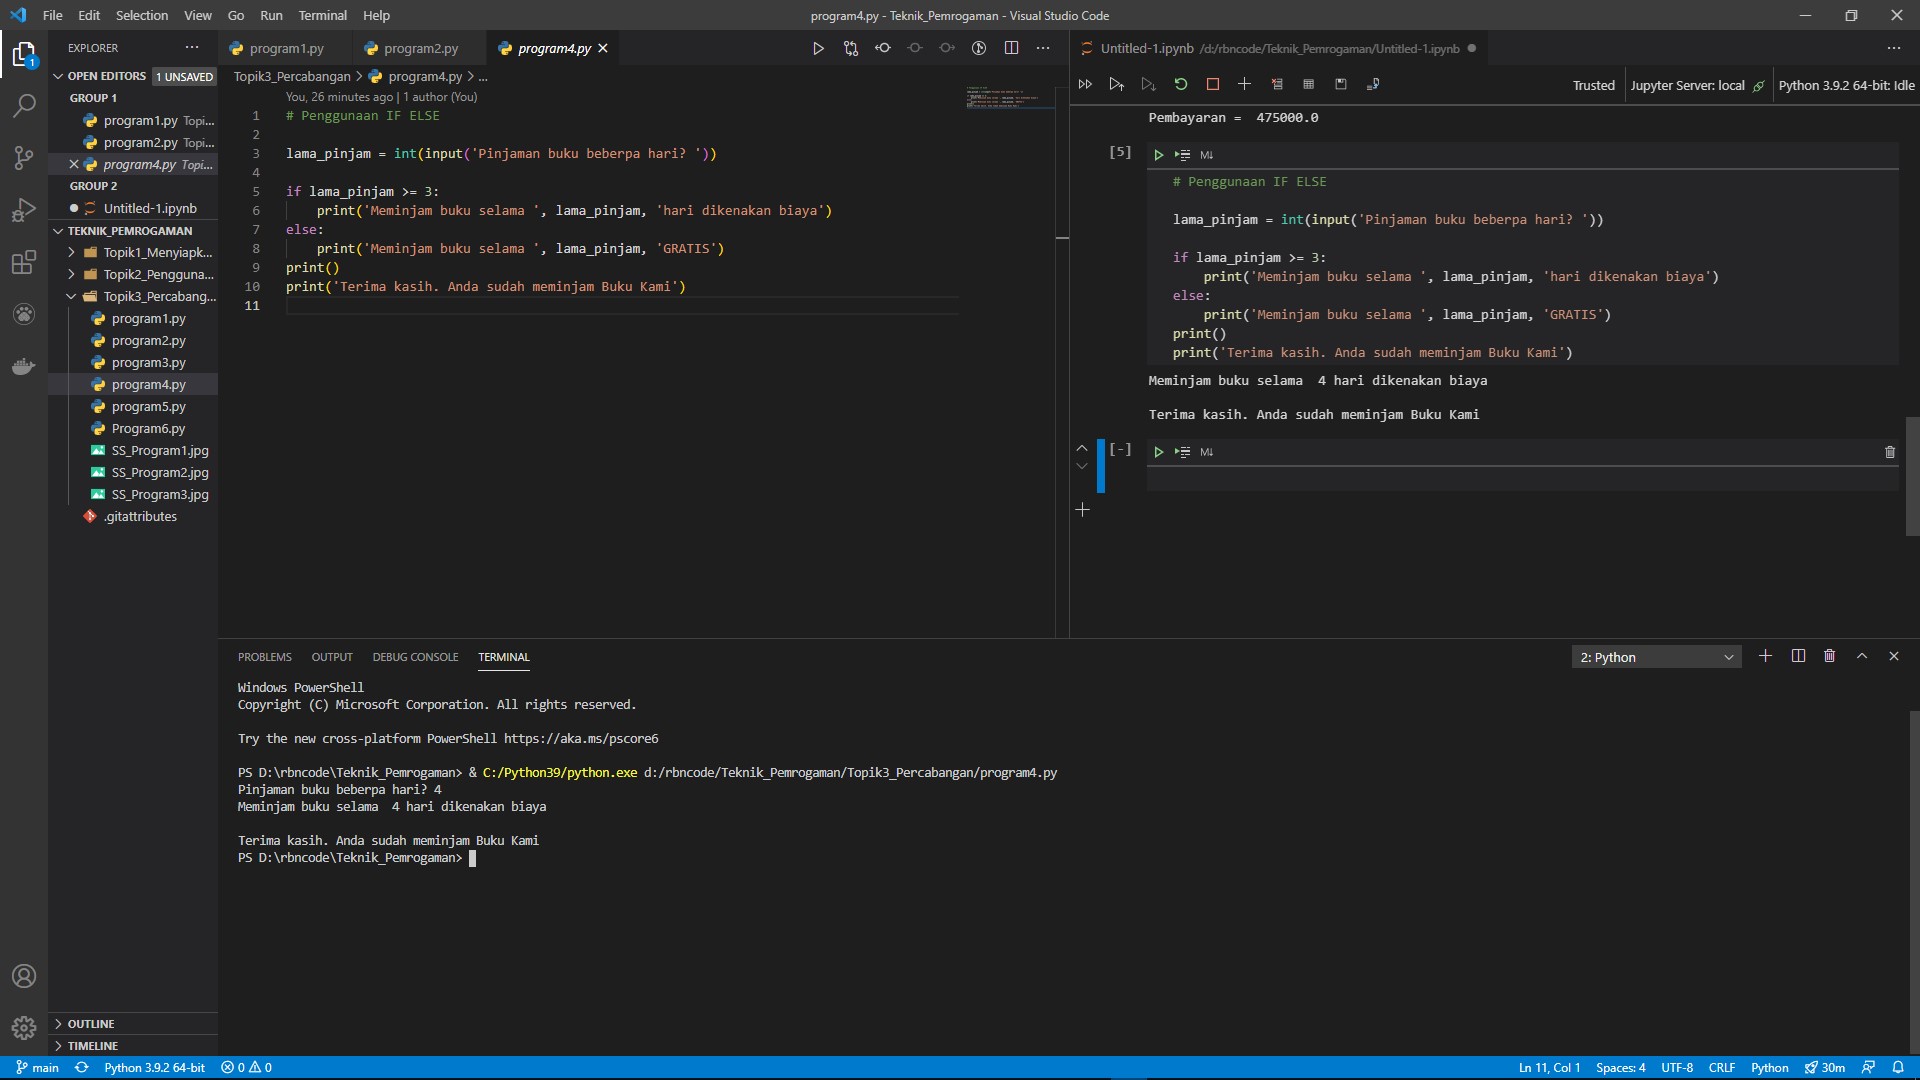 File Edit Selection View Go Run Terminal Help
program4.py - Teknik_Pemrogaman - Visual Studio Code
1
EXPLORER
OPEN EDITORS 1 UNSAVED
GROUP 1
program1.py Topi...
program2.py Topi...
program4.py Topi...
GROUP 2
Untitled-1.ipynb
TEKNIK_PEMROGAMAN
Topik1_Menyiapk...
Topik2_Pengguna...
Topik3_Percabang...
program1.py
program2.py
program3.py
program4.py
program5.py
Program6.py
SS_Program1.jpg
SS_Program2.jpg
SS_Program3.jpg
.gitattributes
OUTLINE
TIMELINE
program1.py program2.py program4.py
Topik3_Percabangan > program4.py > ...
You, 26 minutes ago | 1 author (You)
1 # Penggunaan IF ELSE
2
3 lama_pinjam = int(input('Pinjaman buku beberpa hari? '))
4
5 if lama_pinjam >= 3:
6 print('Meminjam buku selama ', lama_pinjam, 'hari dikenakan biaya')
7 else:
8 print('Meminjam buku selama ', lama_pinjam, 'GRATIS')
9 print()
10 print('Terima kasih. Anda sudah meminjam Buku Kami')
11
Untitled-1.ipynb /d:/rbncode/Teknik_Pemrogaman/Untitled-1.ipynb
Trusted Jupyter Server: local Python 3.9.2 64-bit: Idle
Pembayaran =  475000.0
[5] M↓
# Penggunaan IF ELSE
lama_pinjam = int(input('Pinjaman buku beberpa hari? '))
if lama_pinjam >= 3:
print('Meminjam buku selama ', lama_pinjam, 'hari dikenakan biaya')
else:
print('Meminjam buku selama ', lama_pinjam, 'GRATIS')
print()
print('Terima kasih. Anda sudah meminjam Buku Kami')
Meminjam buku selama  4 hari dikenakan biaya
Terima kasih. Anda sudah meminjam Buku Kami
[-] M↓
PROBLEMS OUTPUT DEBUG CONSOLE TERMINAL
2: Python
Windows PowerShell
Copyright (C) Microsoft Corporation. All rights reserved.
Try the new cross-platform PowerShell https://aka.ms/pscore6
PS D:\rbncode\Teknik_Pemrogaman> & C:/Python39/python.exe d:/rbncode/Teknik_Pemrogaman/Topik3_Percabangan/program4.py
Pinjaman buku beberpa hari? 4
Meminjam buku selama  4 hari dikenakan biaya
Terima kasih. Anda sudah meminjam Buku Kami
PS D:\rbncode\Teknik_Pemrogaman>
main Python 3.9.2 64-bit 0 0
Ln 11, Col 1 Spaces: 4 UTF-8 CRLF Python 30m